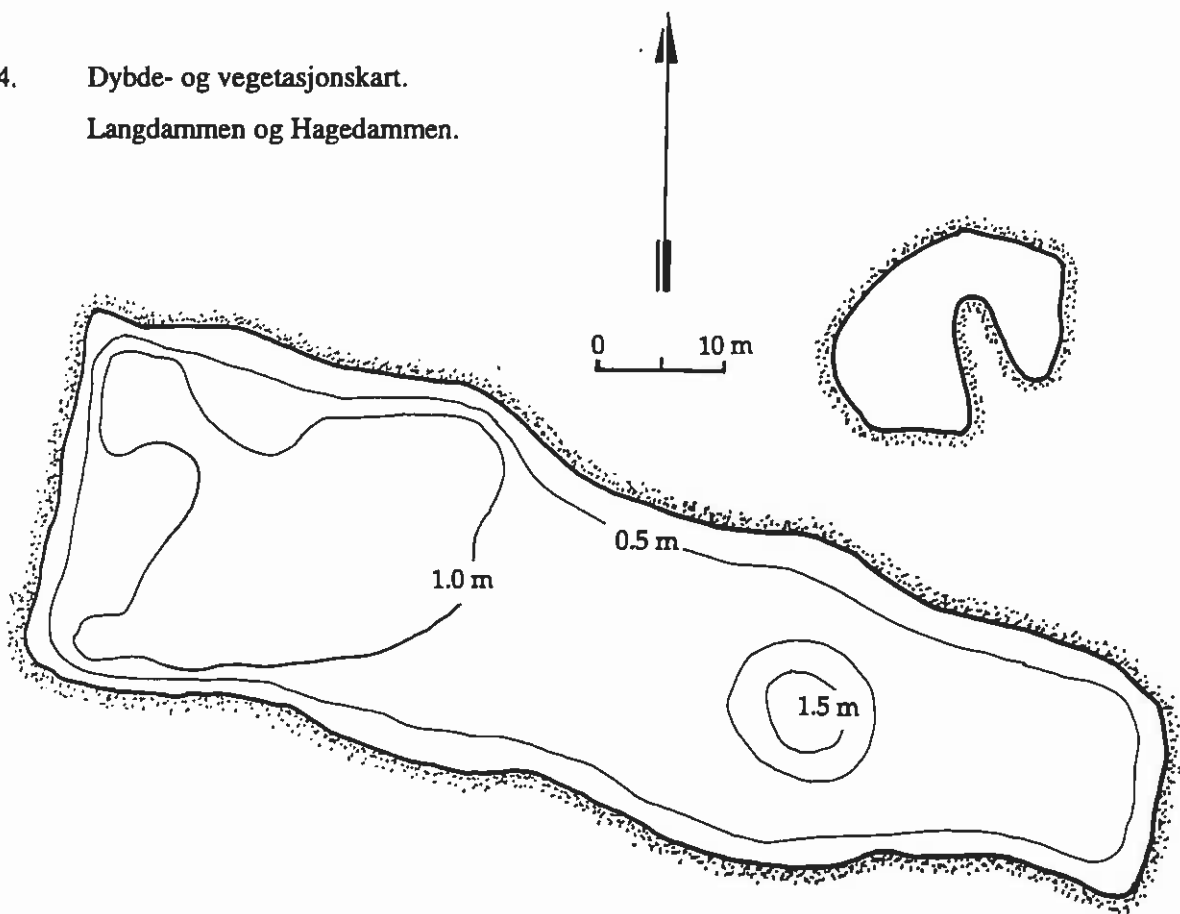 4. Dybde- og vegetasjonskart.
Langdammen og Hagedammen.
0 10 m
0.5 m
1.0 m
1.5 m